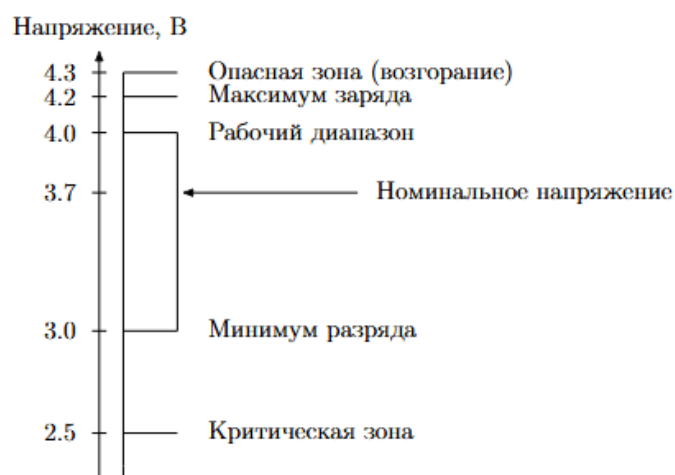 Напряжение, В
4.3 Опасная зона (возгорание)
4.2 Максимум заряда
4.0 Рабочий диапазон
3.7 Номинальное напряжение
3.0 Минимум разряда
2.5 Критическая зона